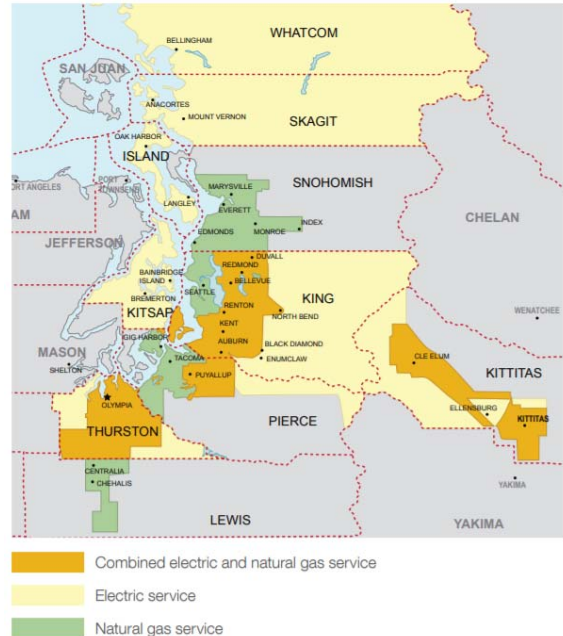 WHATCOM
BELLINGHAM
SAN JUAN
ANACORTES
MOUNT VERNON
SKAGIT
OAK HARBOR
ISLAND
PORT
TOWNSEND
ORT ANGELES
AM
SNOHOMISH
MARYSVILLE
LANGLEY
EVERETT
INDEX
EDMONDS
MONROE
CHELAN
JEFFERSON
DUVALL
REDMOND
BAINBRIDGE
ISLAND
BELLEVUE
SEATTLE
BREMERTON
KING
KITSAP
RENTON
NORTH BEND
WENATCHEE
KENT
GIG HARBOR
AUBURN
BLACK DIAMOND
ENUMCLAW
MASON
SHELTON
TACOMA
CLE ELUM
KITTITAS
PUYALLUP
OLYMPIA
ELLENSBURG
KITTITAS
PIERCE
THURSTON
CENTRALIA
CHEHALIS
YAKIMA
LEWIS
YAKIMA
Combined electric and natural gas service
Electric service
Natural gas service